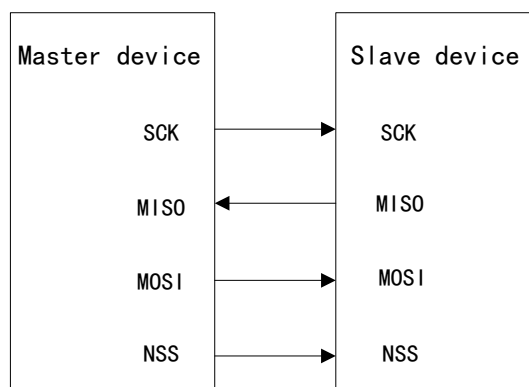 Master device
Slave device
SCK
SCK
MISO
MISO
MOSI
MOSI
NSS
NSS